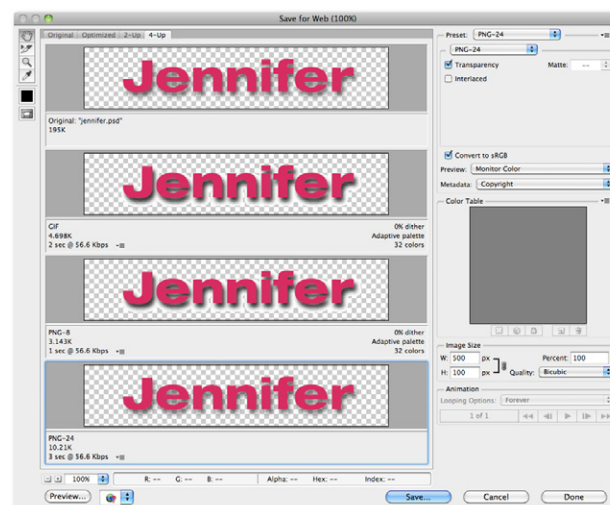 Save for Web (100%)
Original Optimized 2-Up 4-Up
Jennifer
Original: "jennifer.psd"
195K
Jennifer
GIF 0% dither
4.698K Adaptive palette
2 sec @ 56.6 Kbps 32 colors
Jennifer
PNG-8 0% dither
3.143K Adaptive palette
1 sec @ 56.6 Kbps 32 colors
Jennifer
PNG-24
10.21K
3 sec @ 56.6 Kbps
100% R: -- G: -- B: -- Alpha: -- Hex: -- Index: --
Preview... Save... Cancel Done
Preset: PNG-24
PNG-24
Transparency Matte: --
Interlaced
Convert to sRGB
Preview: Monitor Color
Metadata: Copyright
Color Table
Image Size
W: 500 px Percent: 100
H: 100 px Quality: Bicubic
Animation
Looping Options: Forever
1 of 1